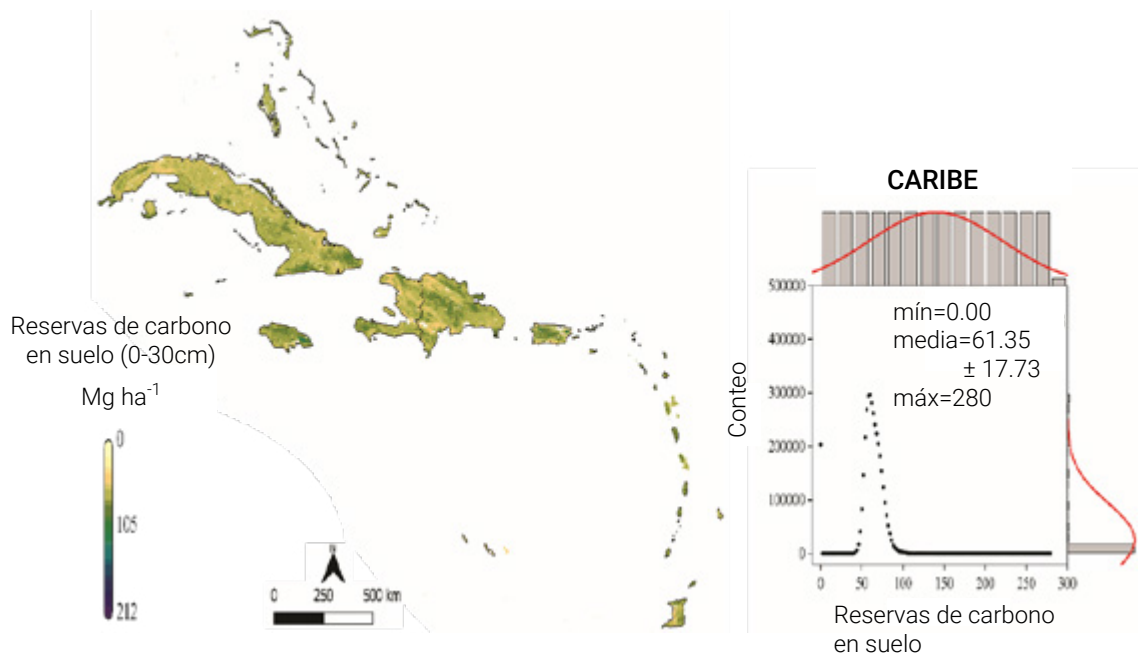 Reservas de carbono
en suelo (0-30cm)
Mg ha-1
0
105
212
N
0 250 500 km
CARIBE
500000
400000
300000
200000
100000
0
Conteo
mín=0.00
media=61.35
± 17.73
máx=280
0 50 100 150 200 250 300
Reservas de carbono
en suelo